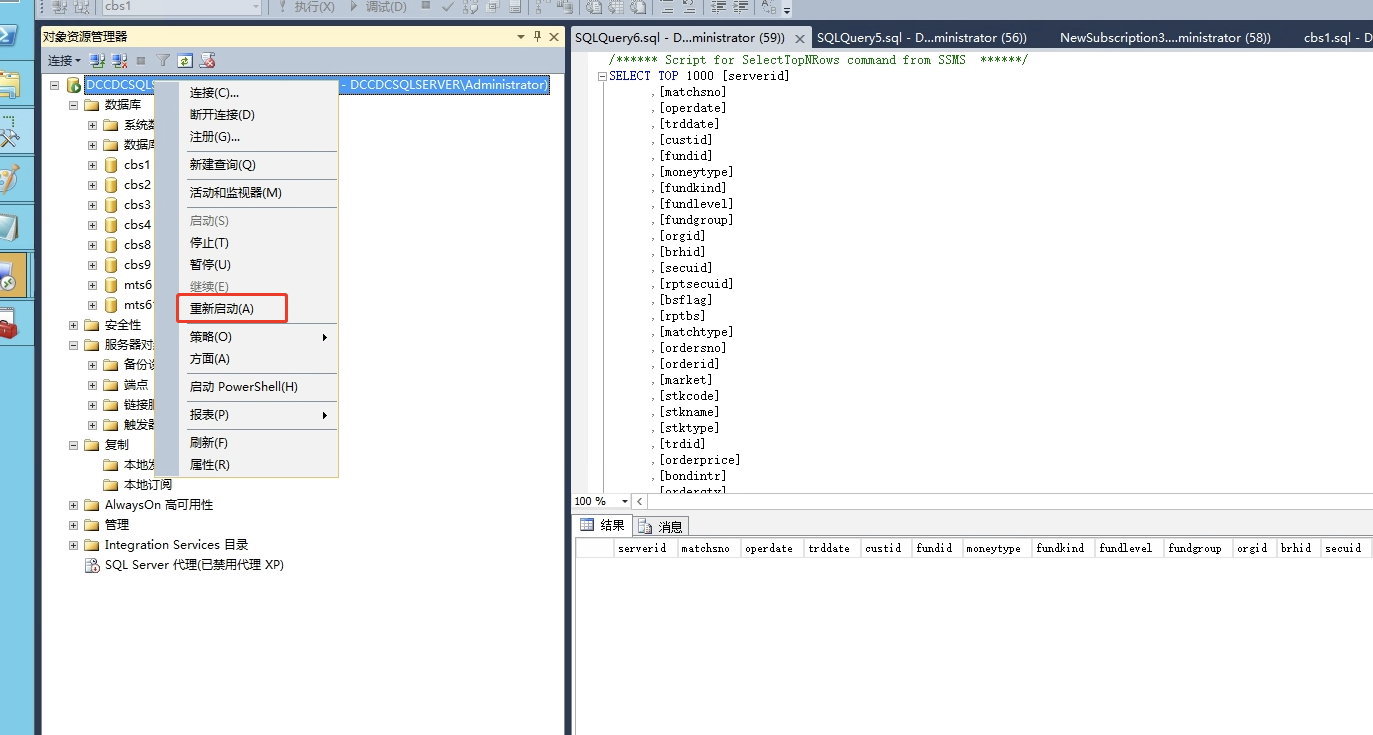 cbs1
执行(X)
调试(D)
对象资源管理器
连接
DCCDCSQLS
- DCCDCSQLSERVER\Administrator)
数据库
系统数
数据库
cbs1
cbs2
cbs3
cbs4
cbs8
cbs9
mts6
mts6
安全性
服务器对
备份设
端点
链接服
触发器
复制
本地发
本地订阅
AlwaysOn 高可用性
管理
Integration Services 目录
SQL Server 代理(已禁用代理 XP)
连接(C)...
断开连接(D)
注册(G)...
新建查询(Q)
活动和监视器(M)
启动(S)
停止(T)
暂停(U)
继续(E)
重新启动(A)
策略(O)
方面(A)
启动 PowerShell(H)
报表(P)
刷新(F)
属性(R)
SQLQuery6.sql - D...ministrator (59))
SQLQuery5.sql - D...ministrator (56))
NewSubscription3....ministrator (58))
cbs1.sql - D
/****** Script for SelectTopNRows command from SSMS  ******/
SELECT TOP 1000 [serverid]
,[matchsno]
,[operdate]
,[trddate]
,[custid]
,[fundid]
,[moneytype]
,[fundkind]
,[fundlevel]
,[fundgroup]
,[orgid]
,[brhid]
,[secuid]
,[rptsecuid]
,[bsflag]
,[rptbs]
,[matchtype]
,[ordersno]
,[orderid]
,[market]
,[stkcode]
,[stkname]
,[stktype]
,[trdid]
,[orderprice]
,[bondintr]
,[orderqty]
100 %
结果
消息
serverid matchsno operdate trddate custid fundid moneytype fundkind fundlevel fundgroup orgid brhid secuid